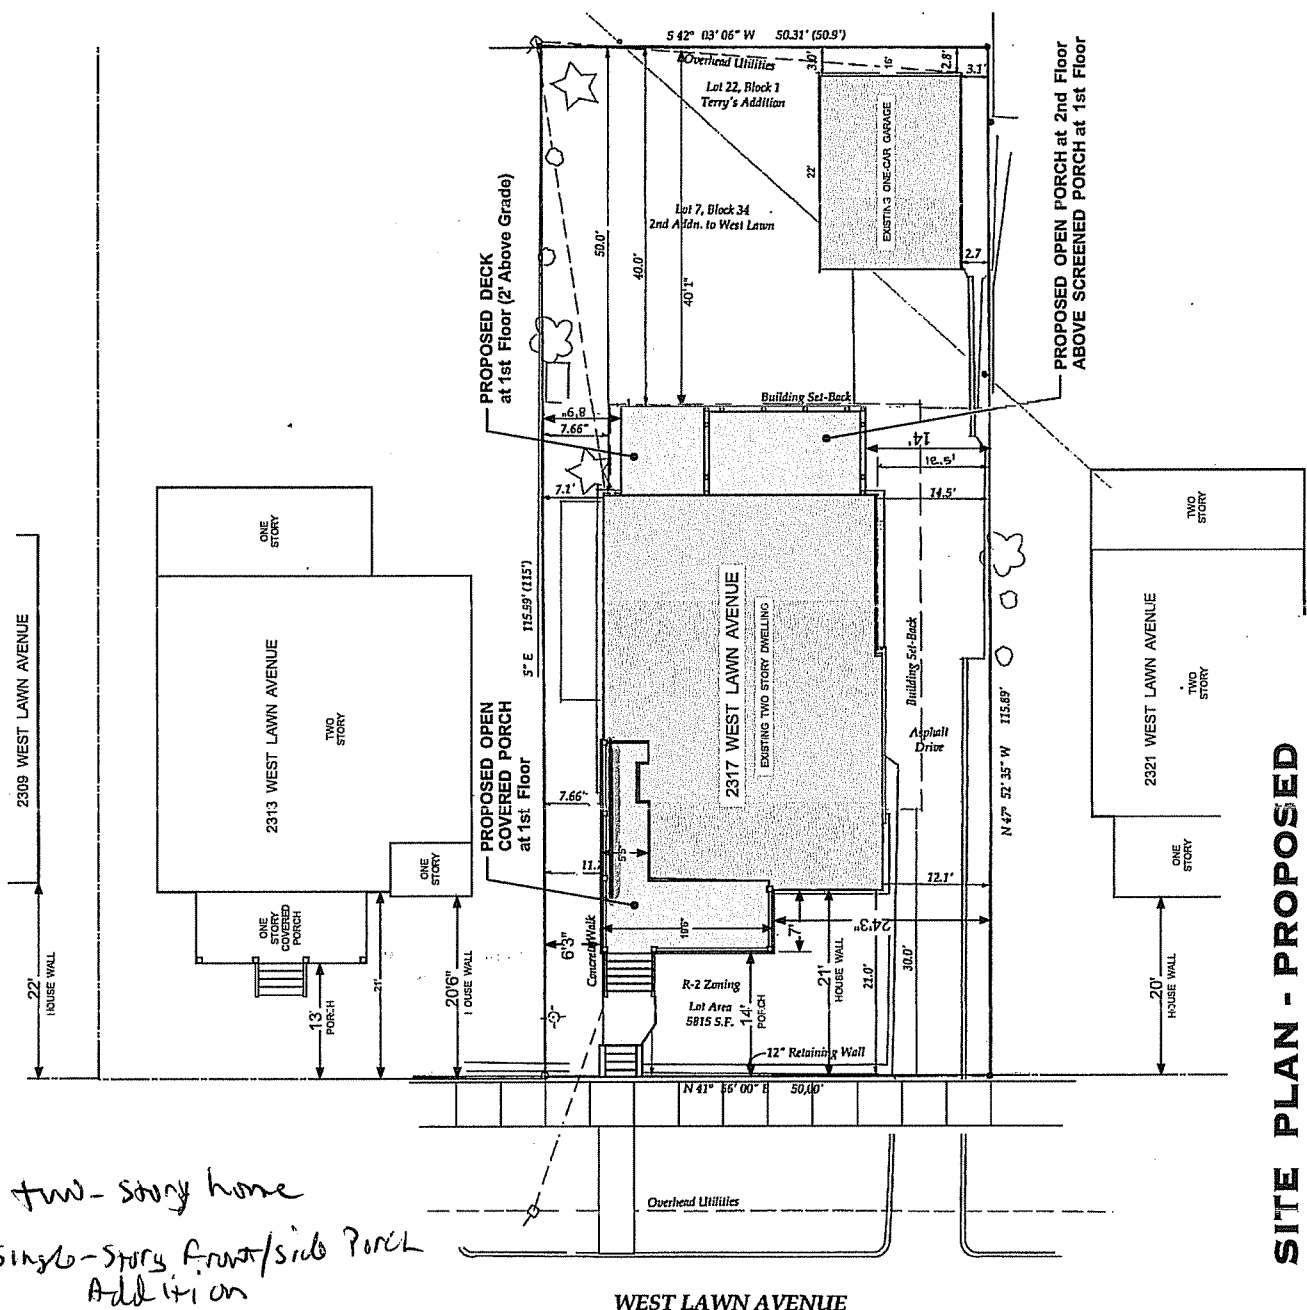 S 42° 03' 06" W 50.31' (50.9')
Overhead Utilities
3.0'
16'
2.8'
3.1'
Lot 22, Block 1
Terry's Addition
22'
EXISTING ONE-CAR GARAGE
Lot 7, Block 34
2nd Addn. to West Lawn
50.0'
40.0'
40'1"
2.7
PROPOSED DECK
at 1st Floor (2' Above Grade)
PROPOSED OPEN PORCH at 2nd Floor
ABOVE SCREENED PORCH at 1st Floor
Building Set-Back
8'9"
7.66"
14'
12.5'
7.1'
14.5'
ONE
STORY
TWO
STORY
2309 WEST LAWN AVENUE
2313 WEST LAWN AVENUE
TWO
STORY
5" E 115.89' (115')
2317 WEST LAWN AVENUE
EXISTING TWO STORY DWELLING
Building Set-Back
Asphalt
Drive
N 47° 52' 35" W 115.89'
2321 WEST LAWN AVENUE
TWO
STORY
PROPOSED OPEN
COVERED PORCH
at 1st Floor
7.66'
11.
5'5"
12.1'
ONE
STORY
ONE
STORY
ONE
STORY
COVERED
PORCH
19'6"
7'
24'3"
6'3"
Concrete Walk
22'
HOUSE WALL
13'
PORCH
21'
20'6"
OUSE WALL
R-2 Zoning
Lot Area
5815 S.F.
14'
PORCH
21'
HOUSE WALL
21.0'
30.0'
20'
HOUSE WALL
12" Retaining Wall
N 41° 56' 00" E 50.00'
Overhead Utilities
two-story home
Single-Story front/side Porch
Addition
WEST LAWN AVENUE
SITE PLAN - PROPOSED